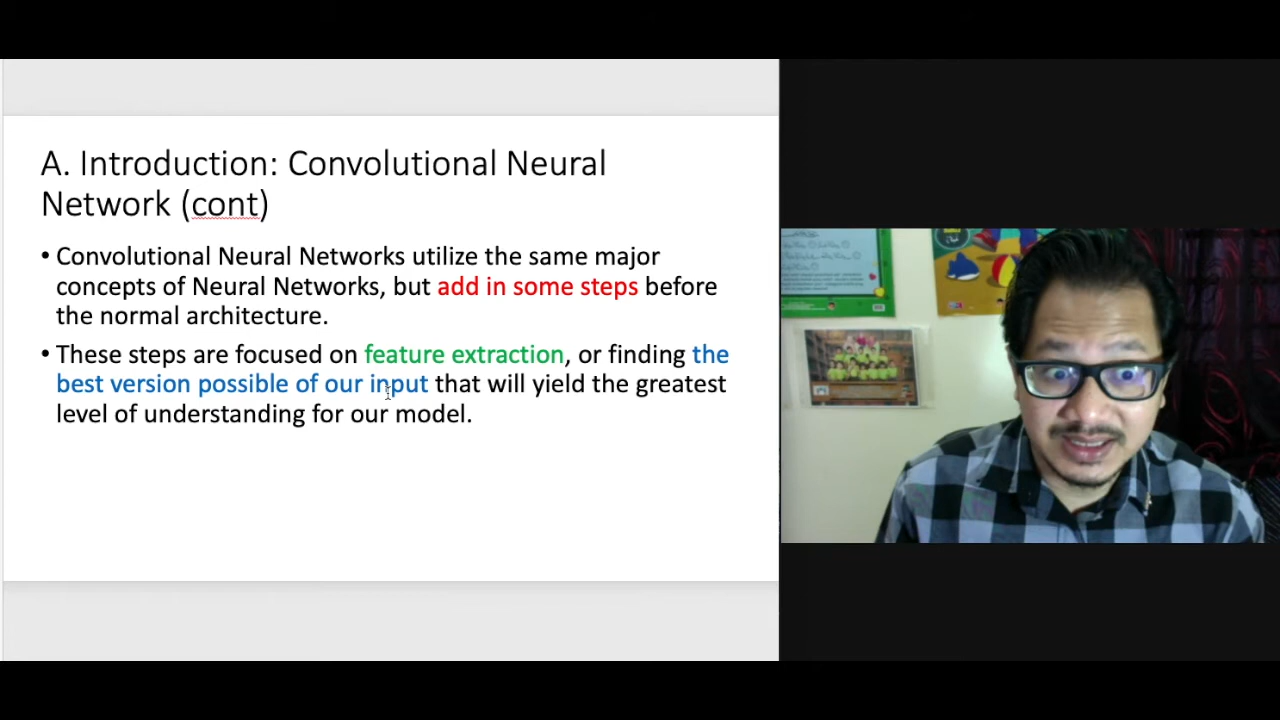 A. Introduction: Convolutional Neural
Network (cont)
• Convolutional Neural Networks utilize the same major
concepts of Neural Networks, but add in some steps before
the normal architecture.
• These steps are focused on feature extraction, or finding the
best version possible of our input that will yield the greatest
level of understanding for our model.